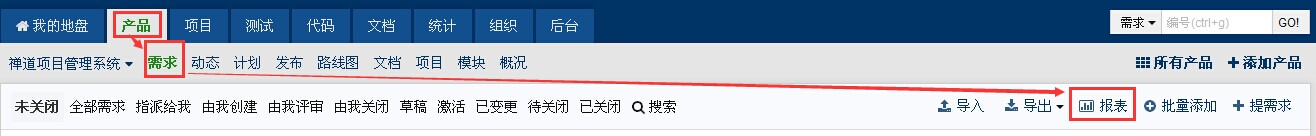 我的地盘 产品 项目 测试 代码 文档 统计 组织 后台 需求 编号(ctrl+g) GO!
禅道项目管理系统 需求 动态 计划 发布 路线图 文档 项目 模块 概况 所有产品 添加产品
未关闭 全部需求 指派给我 由我创建 由我评审 由我关闭 草稿 激活 已变更 待关闭 已关闭 搜索 导入 导出 报表 批量添加 提需求